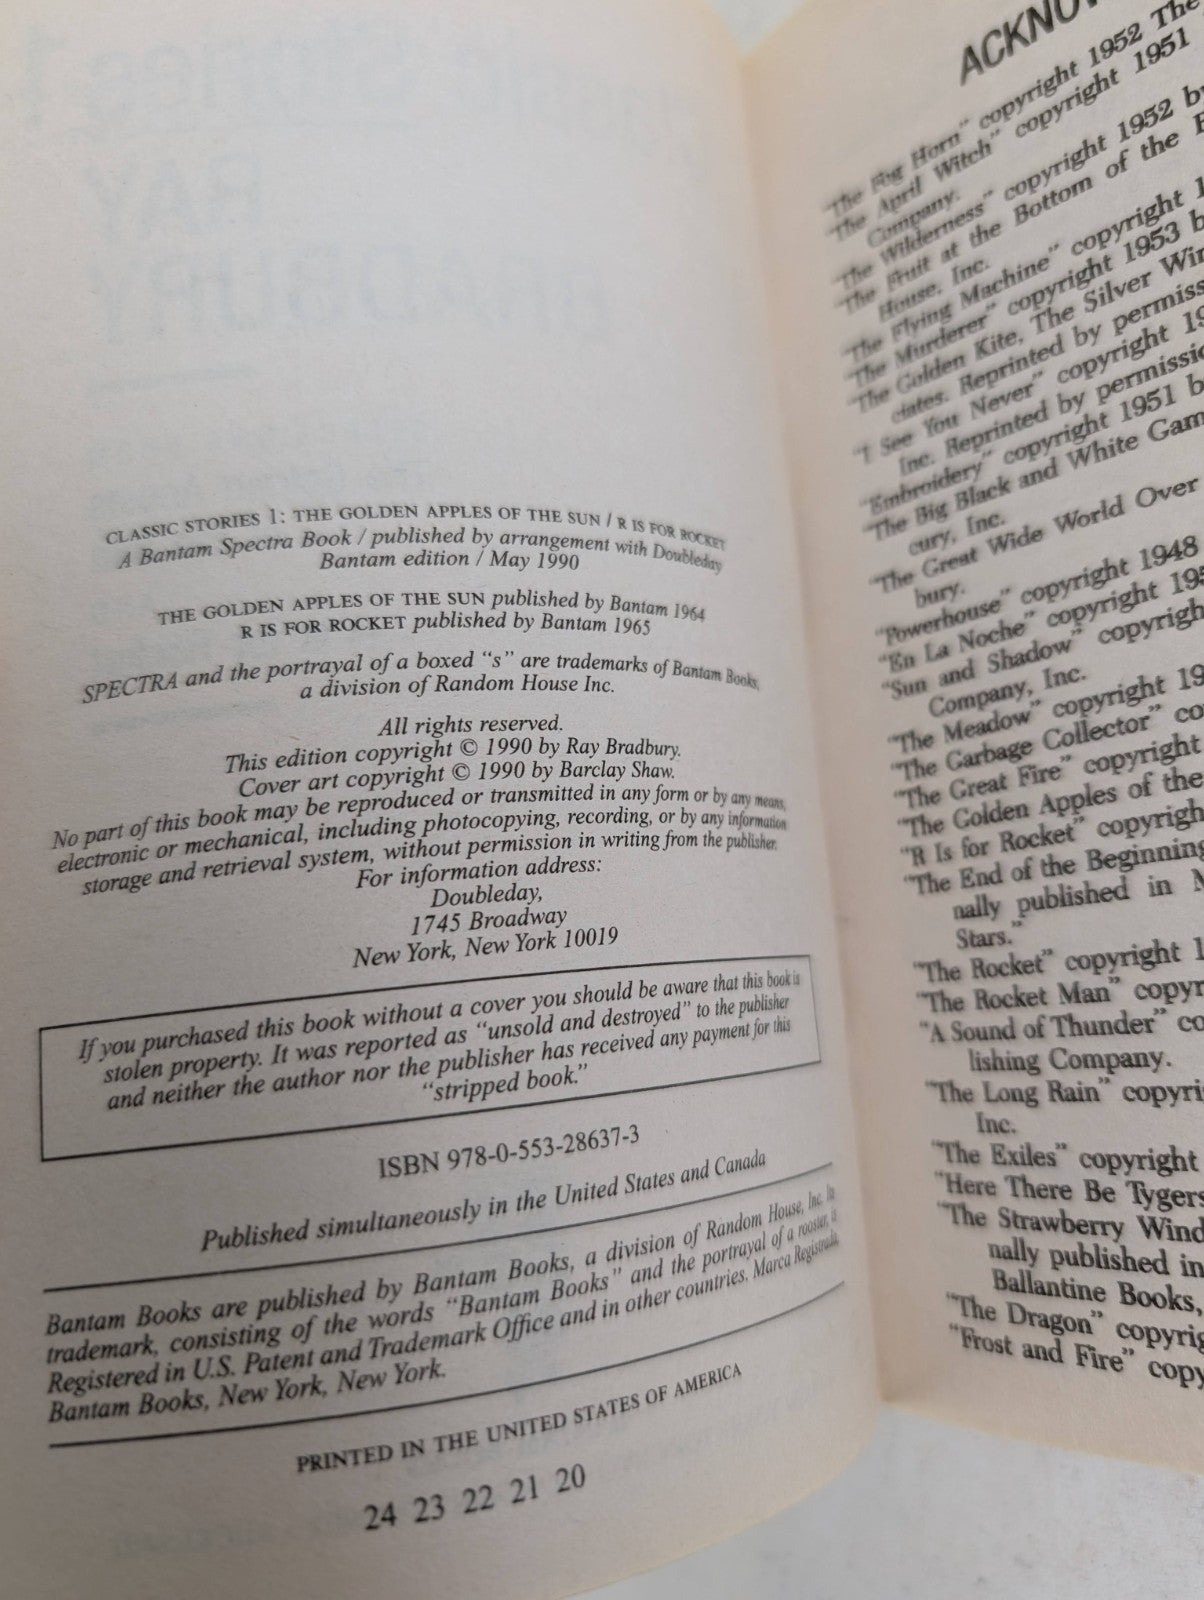 CLASSIC STORIES 1: THE GOLDEN APPLES OF THE SUN / R IS FOR ROCKET
A Bantam Spectra Book / published by arrangement with Doubleday
Bantam edition / May 1990
THE GOLDEN APPLES OF THE SUN published by Bantam 1964
R IS FOR ROCKET published by Bantam 1965
SPECTRA and the portrayal of a boxed "s" are trademarks of Bantam Books,
a division of Random House Inc.
All rights reserved.
This edition copyright © 1990 by Ray Bradbury.
Cover art copyright © 1990 by Barclay Shaw.
No part of this book may be reproduced or transmitted in any form or by any means,
electronic or mechanical, including photocopying, recording, or by any information
storage and retrieval system, without permission in writing from the publisher.
For information address:
Doubleday,
1745 Broadway
New York, New York 10019
If you purchased this book without a cover you should be aware that this book is
stolen property. It was reported as "unsold and destroyed" to the publisher
and neither the author nor the publisher has received any payment for this
"stripped book."
ISBN 978-0-553-28637-3
Published simultaneously in the United States and Canada
Bantam Books are published by Bantam Books, a division of Random House, Inc. Its
trademark, consisting of the words "Bantam Books" and the portrayal of a rooster, is
Registered in U.S. Patent and Trademark Office and in other countries. Marca Registrada.
Bantam Books, New York, New York.
PRINTED IN THE UNITED STATES OF AMERICA
24 23 22 21 20
"The Fog Horn" copyright 1952 The
"The April Witch" copyright 1951
Company.
"The Wilderness" copyright 1952 by
"The Fruit at the Bottom of the
House, Inc.
"The Flying Machine" copyright
"The Murderer" copyright 1953
"The Golden Kite, The Silver
ciates. Reprinted by
"I See You Never" copyright
Inc. Reprinted by
"Embroidery" copyright 1951
"The Big Black and White
cury, Inc.
"The Great Wide World Over
bury.
"Powerhouse" copyright 1948
"En La Noche" copyright
"Sun and Shadow"
Company, Inc.
"The Meadow" copyright
"The Garbage Collector"
"The Great Fire" copyright
"The Golden Apples of the
"R Is for Rocket"
"The End of the Beginning
nally published in
Stars."
"The Rocket" copyright
"The Rocket Man"
"A Sound of Thunder"
lishing Company.
"The Long Rain"
Inc.
"The Exiles" copyright
"Here There Be Tygers
"The Strawberry
nally published in
Ballantine Books,
"The Dragon"
"Frost and Fire"